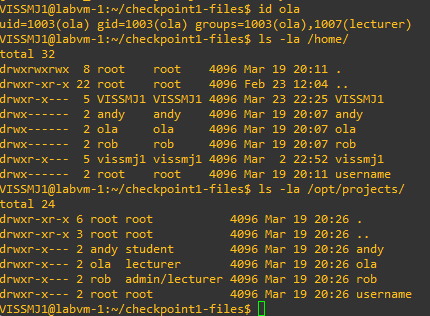 VISSMJ1@labvm-1:~/checkpoint1-files$ id ola
uid=1003(ola) gid=1003(ola) groups=1003(ola),1007(lecturer)
VISSMJ1@labvm-1:~/checkpoint1-files$ ls -la /home/
total 32
drwxrwxrwx  8 root    root    4096 Mar 19 20:11 .
drwxr-xr-x 22 root    root    4096 Feb 23 12:04 ..
drwxr-x---  5 VISSMJ1 VISSMJ1 4096 Mar 23 22:25 VISSMJ1
drwx------  2 andy    andy    4096 Mar 19 20:07 andy
drwx------  2 ola     ola     4096 Mar 19 20:07 ola
drwx------  2 rob     rob     4096 Mar 19 20:07 rob
drwxr-x---  5 vissmj1 vissmj1 4096 Mar  2 22:52 vissmj1
drwxr-xr-x  2 root    root    4096 Mar 19 20:11 username
VISSMJ1@labvm-1:~/checkpoint1-files$ ls -la /opt/projects/
total 24
drwxr-xr-x 6 root root           4096 Mar 19 20:26 .
drwxr-xr-x 3 root root           4096 Mar 19 20:26 ..
drwxr-x--- 2 andy student        4096 Mar 19 20:26 andy
drwxr-x--- 2 ola  lecturer       4096 Mar 19 20:26 ola
drwxr-x--- 2 rob  admin/lecturer 4096 Mar 19 20:26 rob
drwxr-x--- 2 root root           4096 Mar 19 20:26 username
VISSMJ1@labvm-1:~/checkpoint1-files$